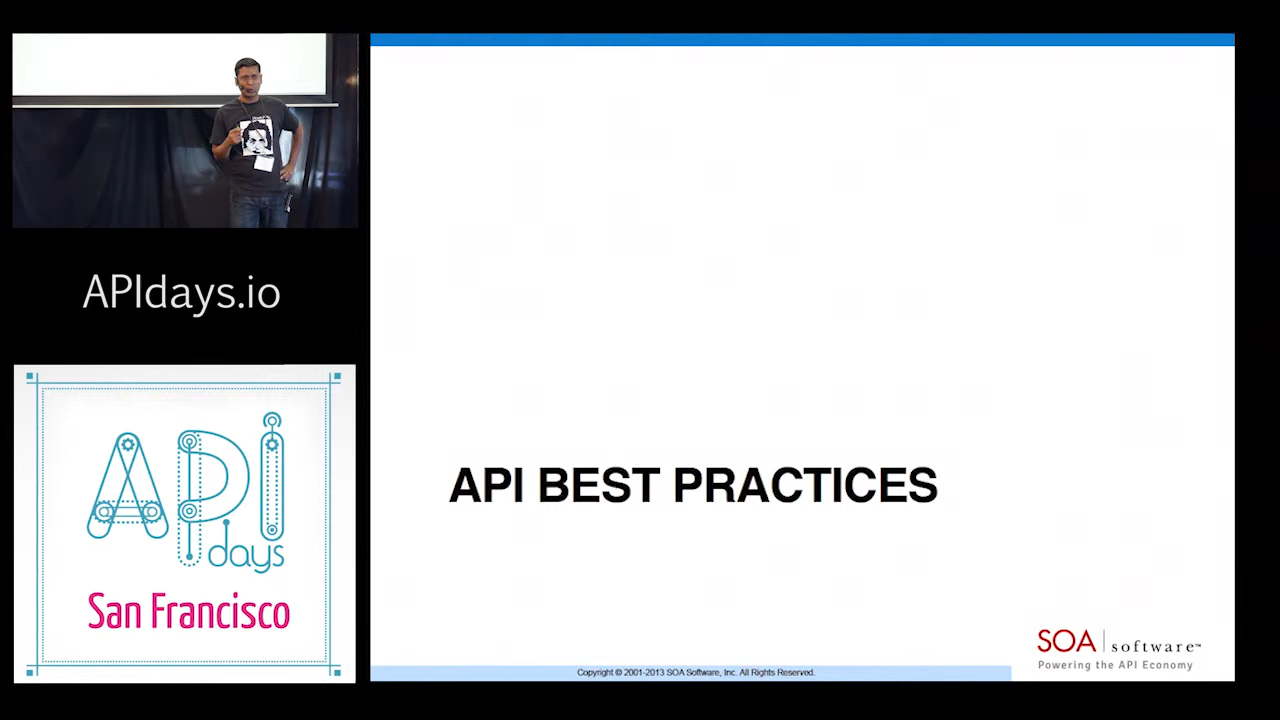 APIdays.io
API
days
San Francisco
API BEST PRACTICES
SOA software™
Powering the API Economy
Copyright © 2001-2013 SOA Software, Inc. All Rights Reserved.